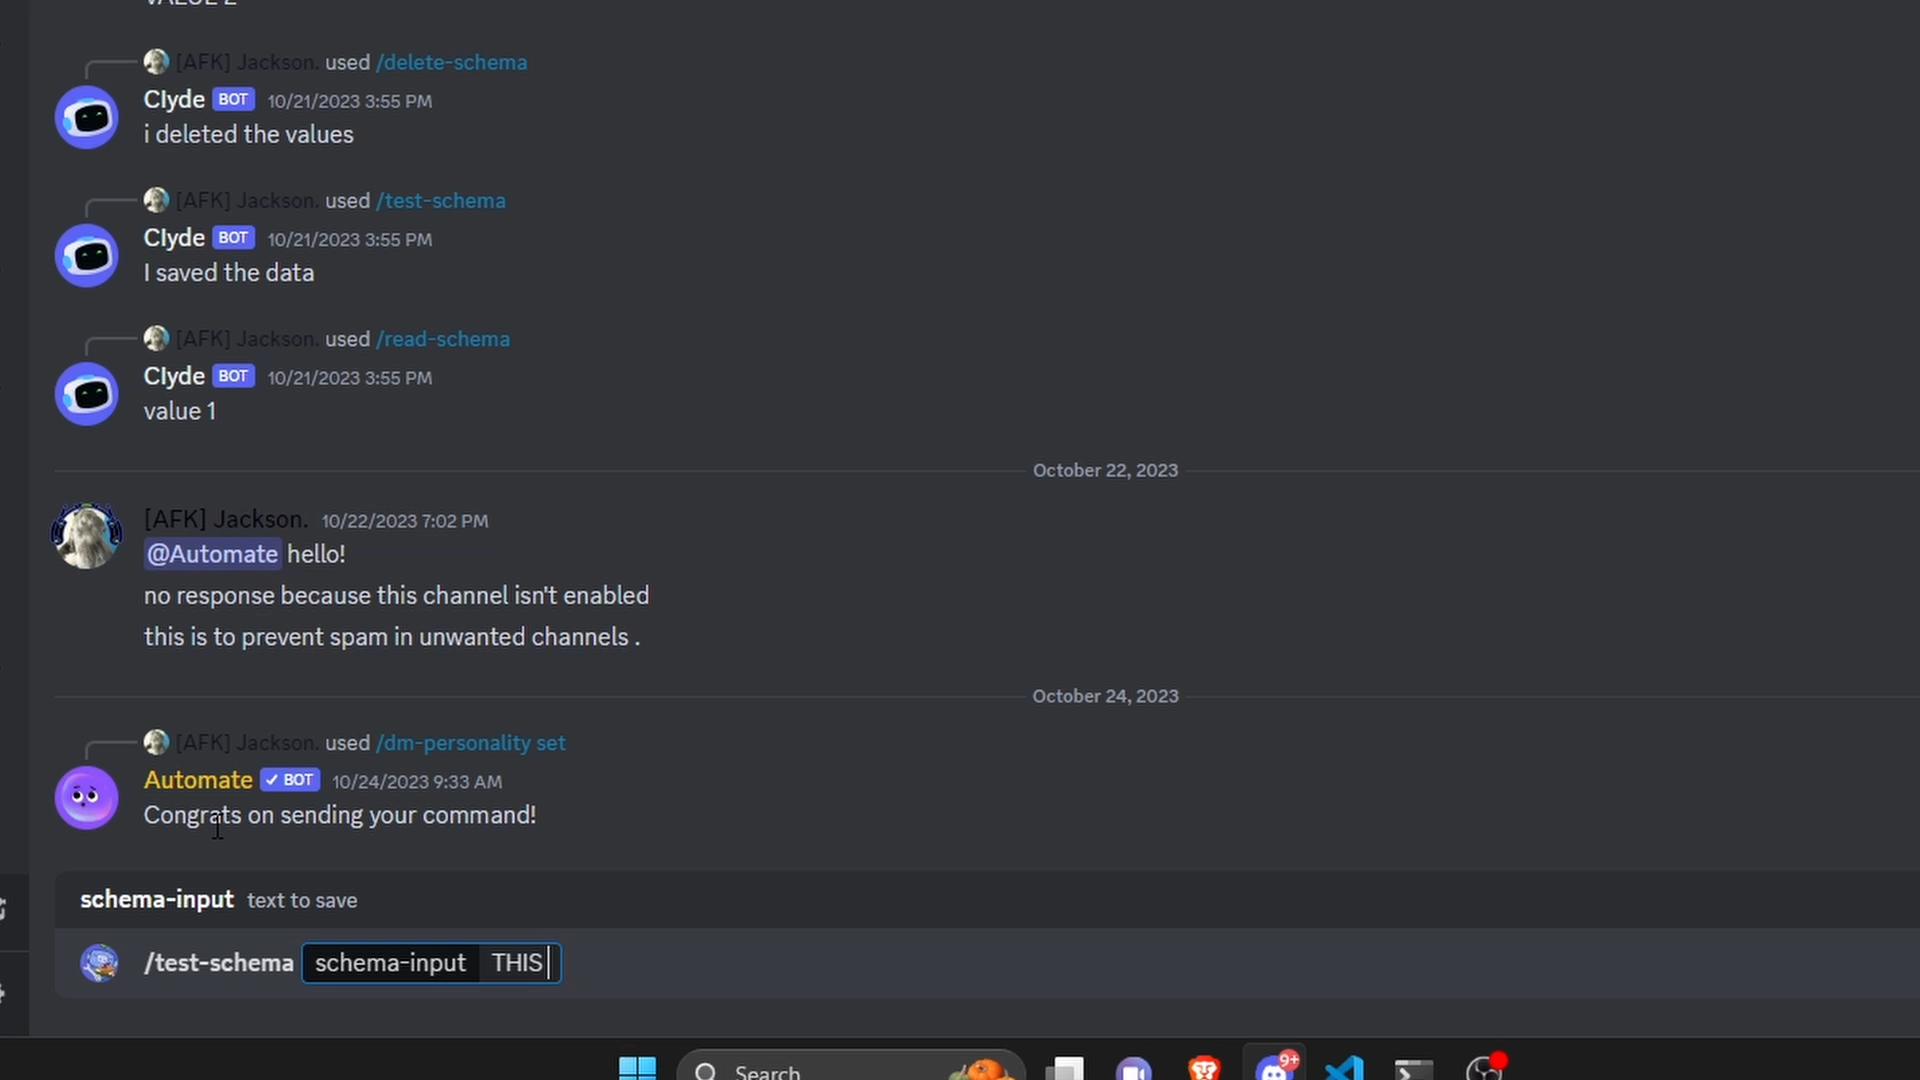 VALUE 2
[AFK] Jackson. used /delete-schema
Clyde BOT 10/21/2023 3:55 PM
i deleted the values
[AFK] Jackson. used /test-schema
Clyde BOT 10/21/2023 3:55 PM
I saved the data
[AFK] Jackson. used /read-schema
Clyde BOT 10/21/2023 3:55 PM
value 1
October 22, 2023
[AFK] Jackson. 10/22/2023 7:02 PM
@Automate hello!
no response because this channel isn't enabled
this is to prevent spam in unwanted channels .
October 24, 2023
[AFK] Jackson. used /dm-personality set
Automate ✓ BOT 10/24/2023 9:33 AM
Congrats on sending your command!
schema-input text to save
/test-schema schema-input THIS
Search 9+